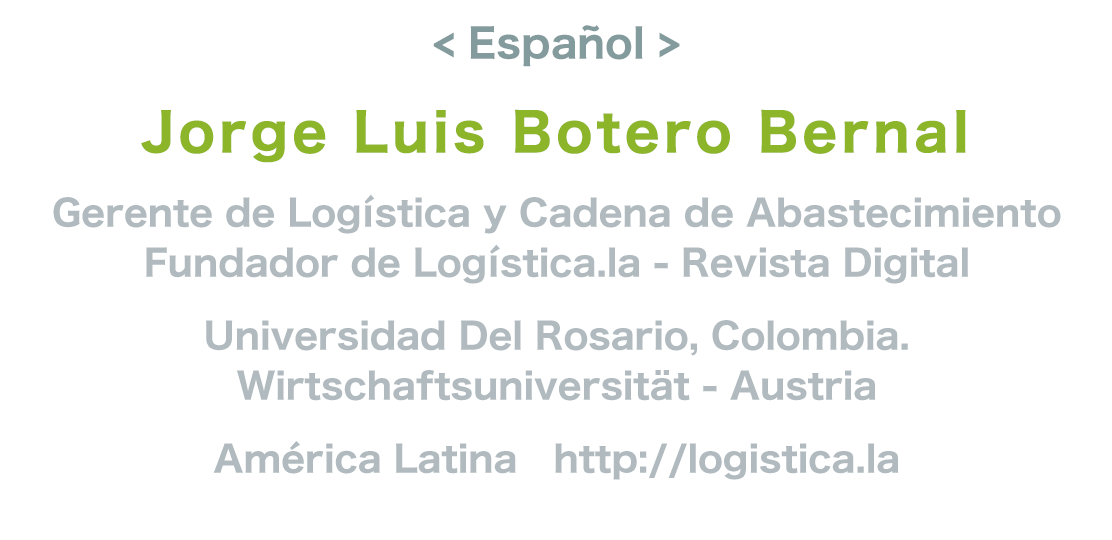 < Español >
Jorge Luis Botero Bernal
Gerente de Logística y Cadena de Abastecimiento
Fundador de Logística.la - Revista Digital
Universidad Del Rosario, Colombia.
Wirtschaftsuniversität - Austria
América Latina   http://logistica.la